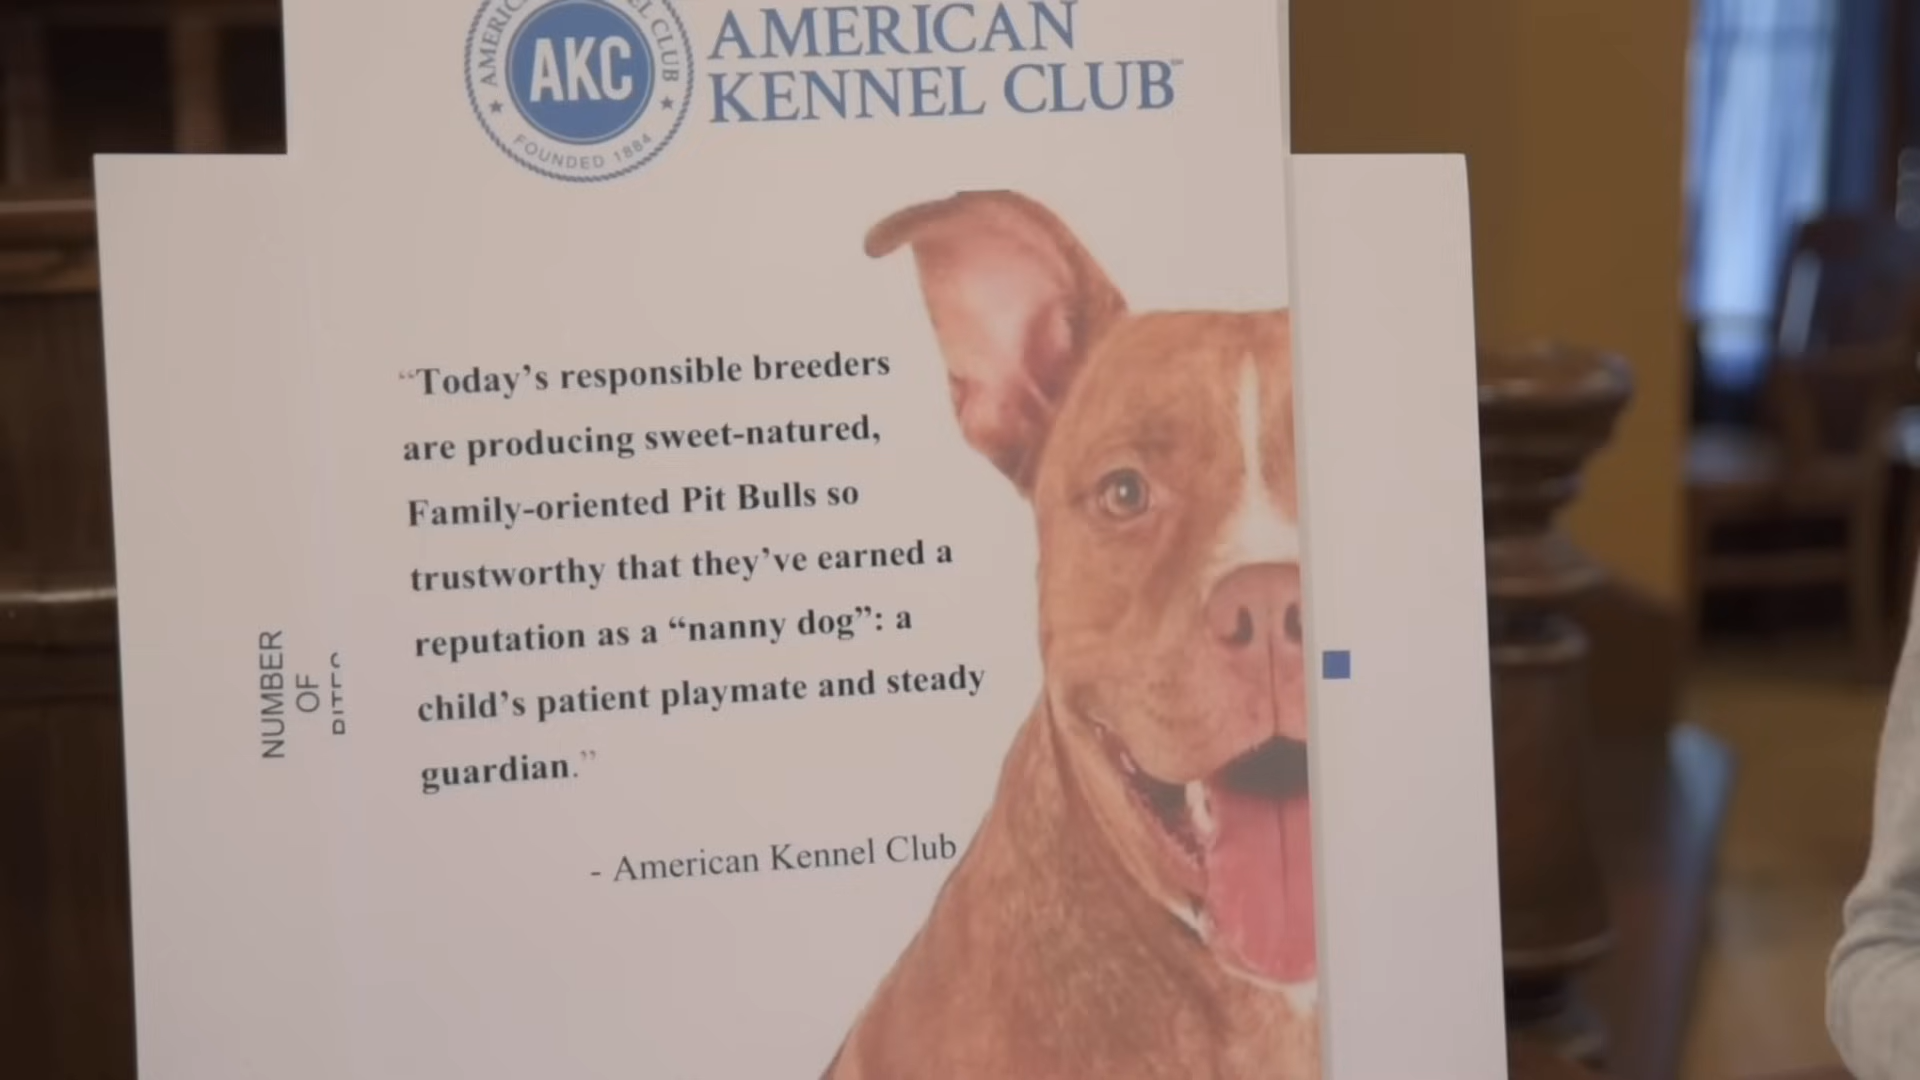 AMERICAN KENNEL CLUB
AKC
FOUNDED 1884
AMERICAN
KENNEL CLUB
“Today’s responsible breeders
are producing sweet-natured,
Family-oriented Pit Bulls so
trustworthy that they’ve earned a
reputation as a “nanny dog”: a
child’s patient playmate and steady
guardian.”
- American Kennel Club
NUMBER
OF